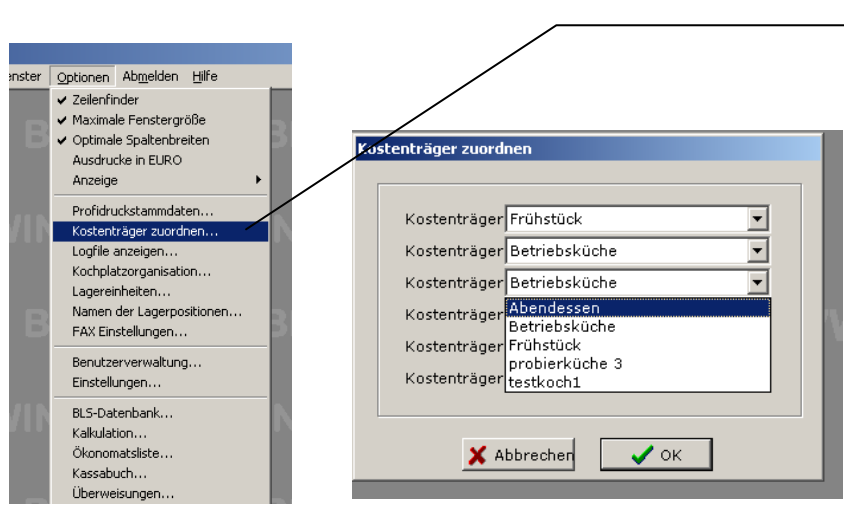 enster Optionen Abmelden Hilfe
Zeilenfinder
Maximale Fenstergröße
Optimale Spaltenbreiten
Ausdrucke in EURO
Anzeige
Profidruckstammdaten...
Kostenträger zuordnen...
Logfile anzeigen...
Kochplatzorganisation...
Lagereinheiten...
Namen der Lagerpositionen...
FAX Einstellungen...
Benutzerverwaltung...
Einstellungen...
BLS-Datenbank...
Kalkulation...
Ökonomatsliste...
Kassabuch...
Überweisungen...
Kostenträger zuordnen
Kostenträger Frühstück
Kostenträger Betriebsküche
Kostenträger Betriebsküche
Kostenträger
Kostenträger
Kostenträger
Abendessen
Betriebsküche
Frühstück
probierküche 3
testkoch1
Abbrechen OK